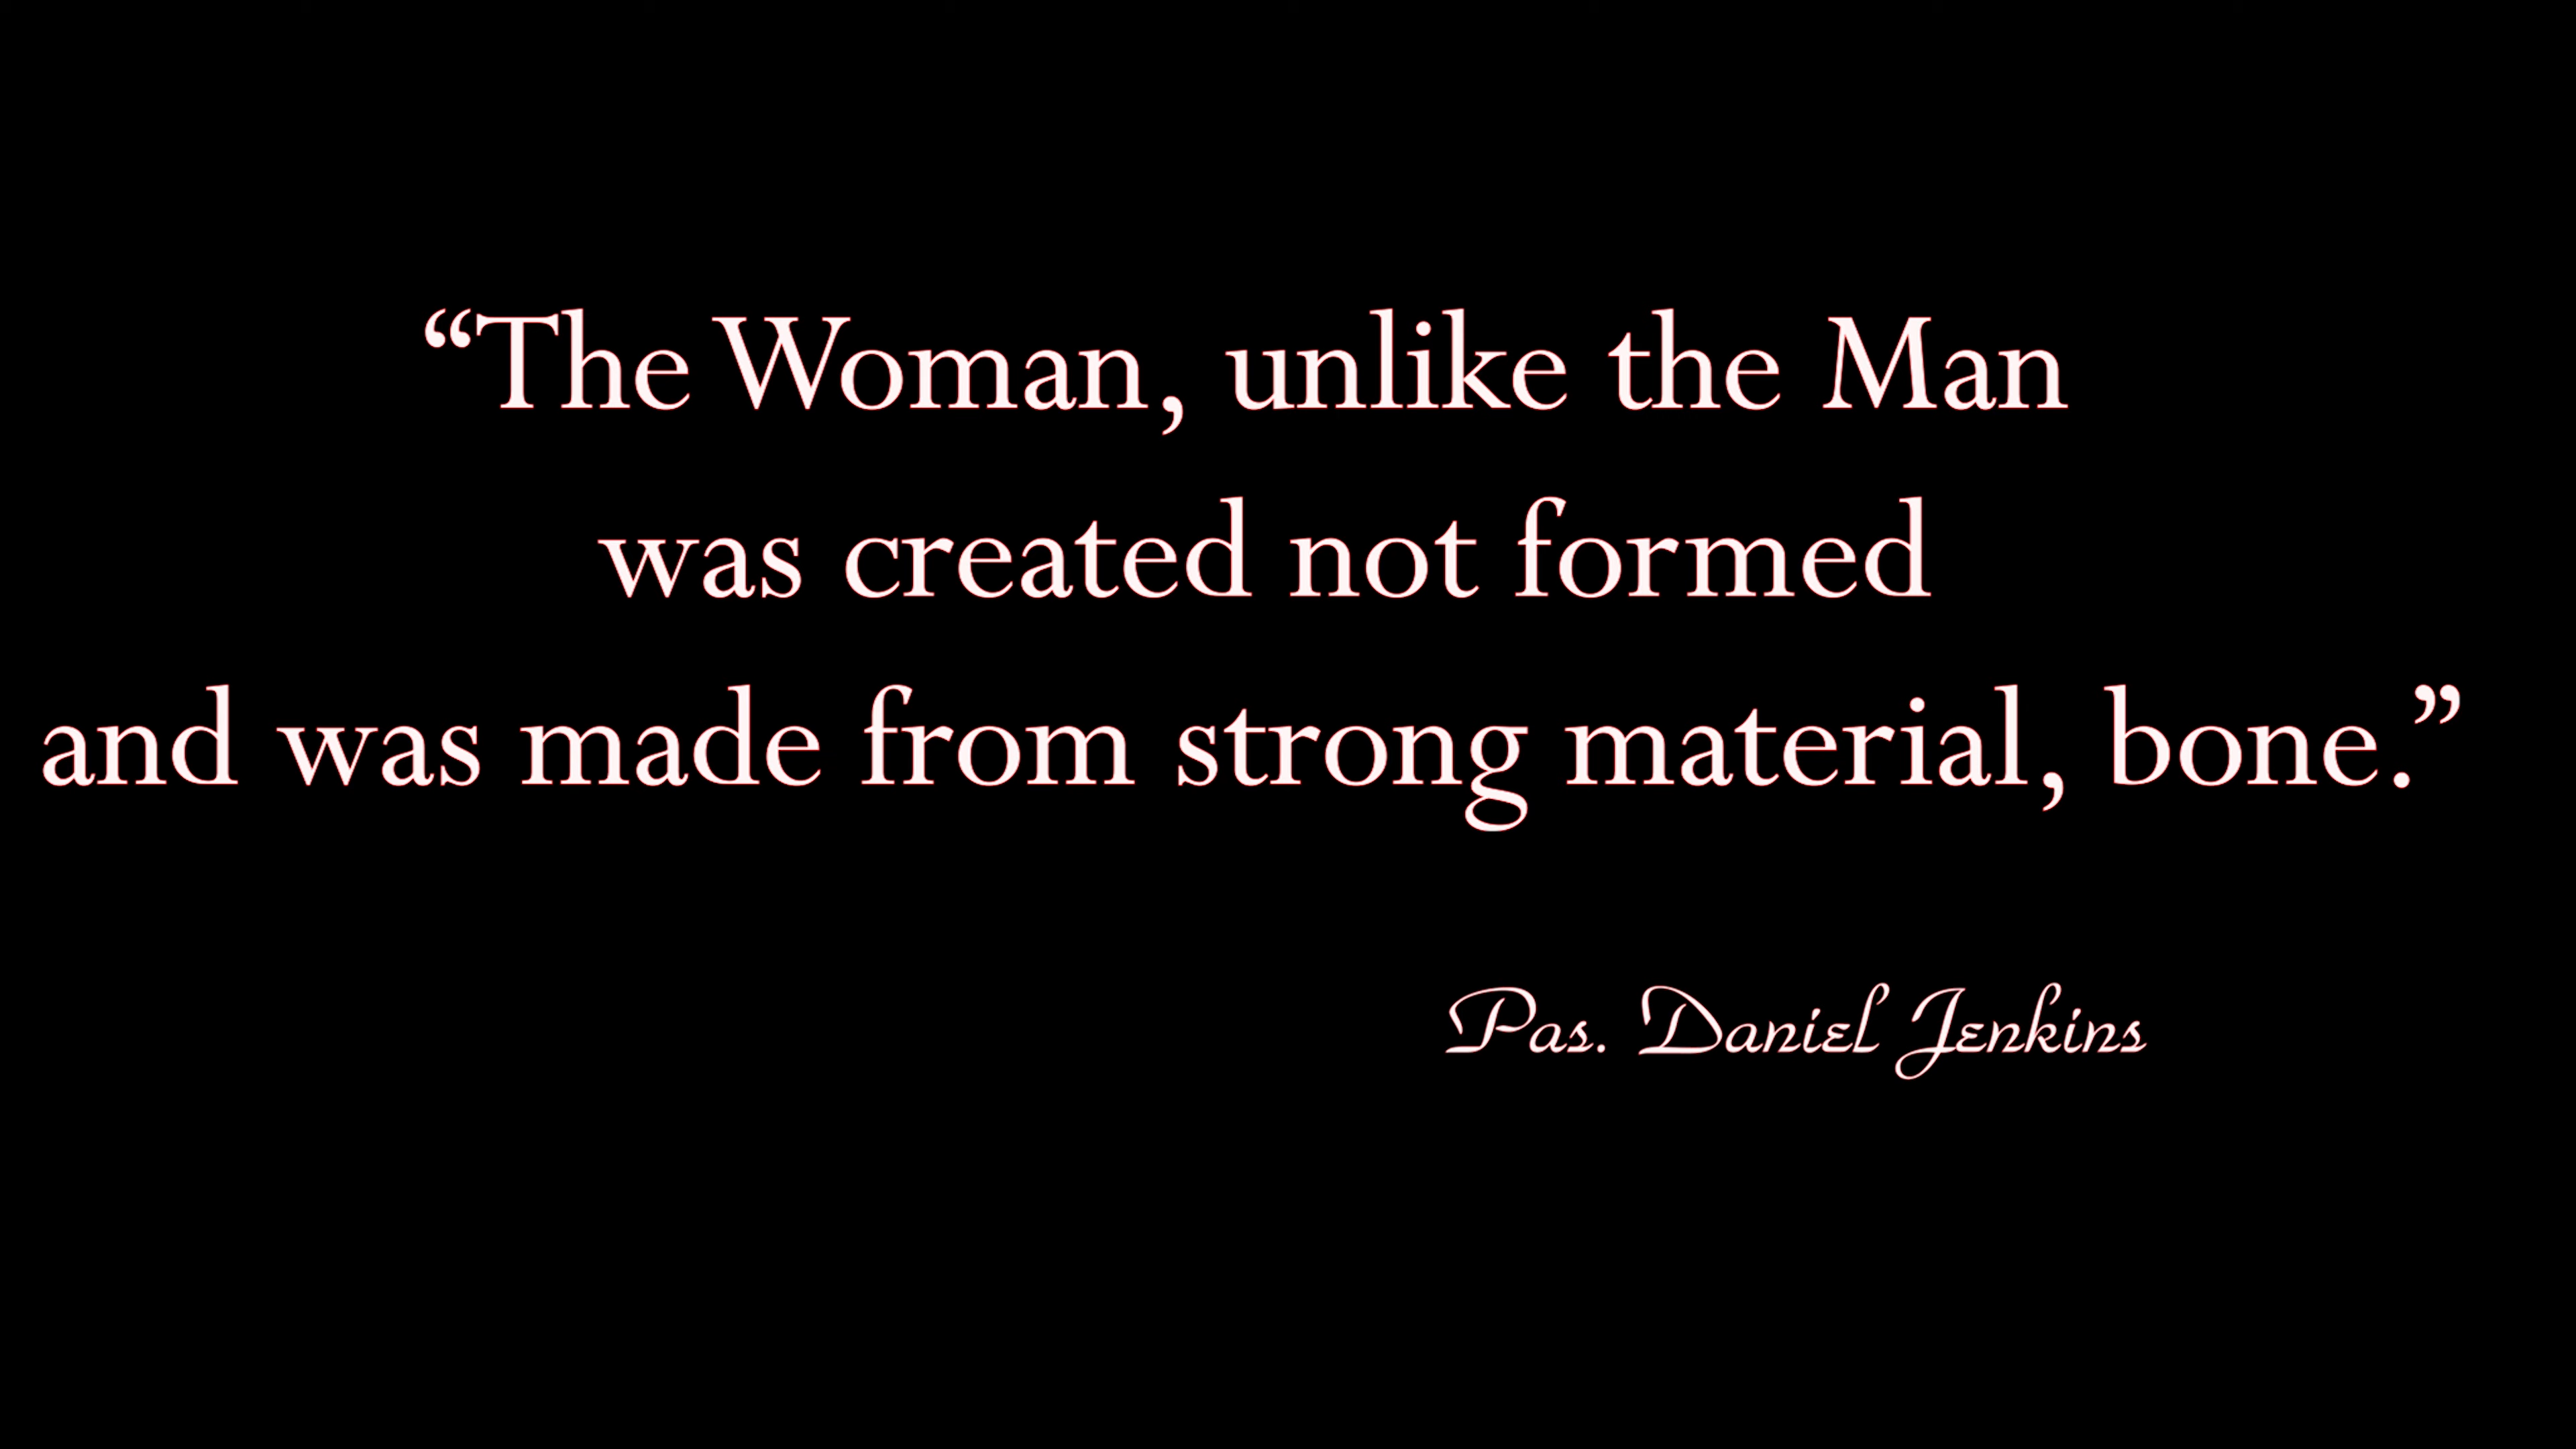 “The Woman, unlike the Man
was created not formed
and was made from strong material, bone.”
Pas. Daniel Jenkins